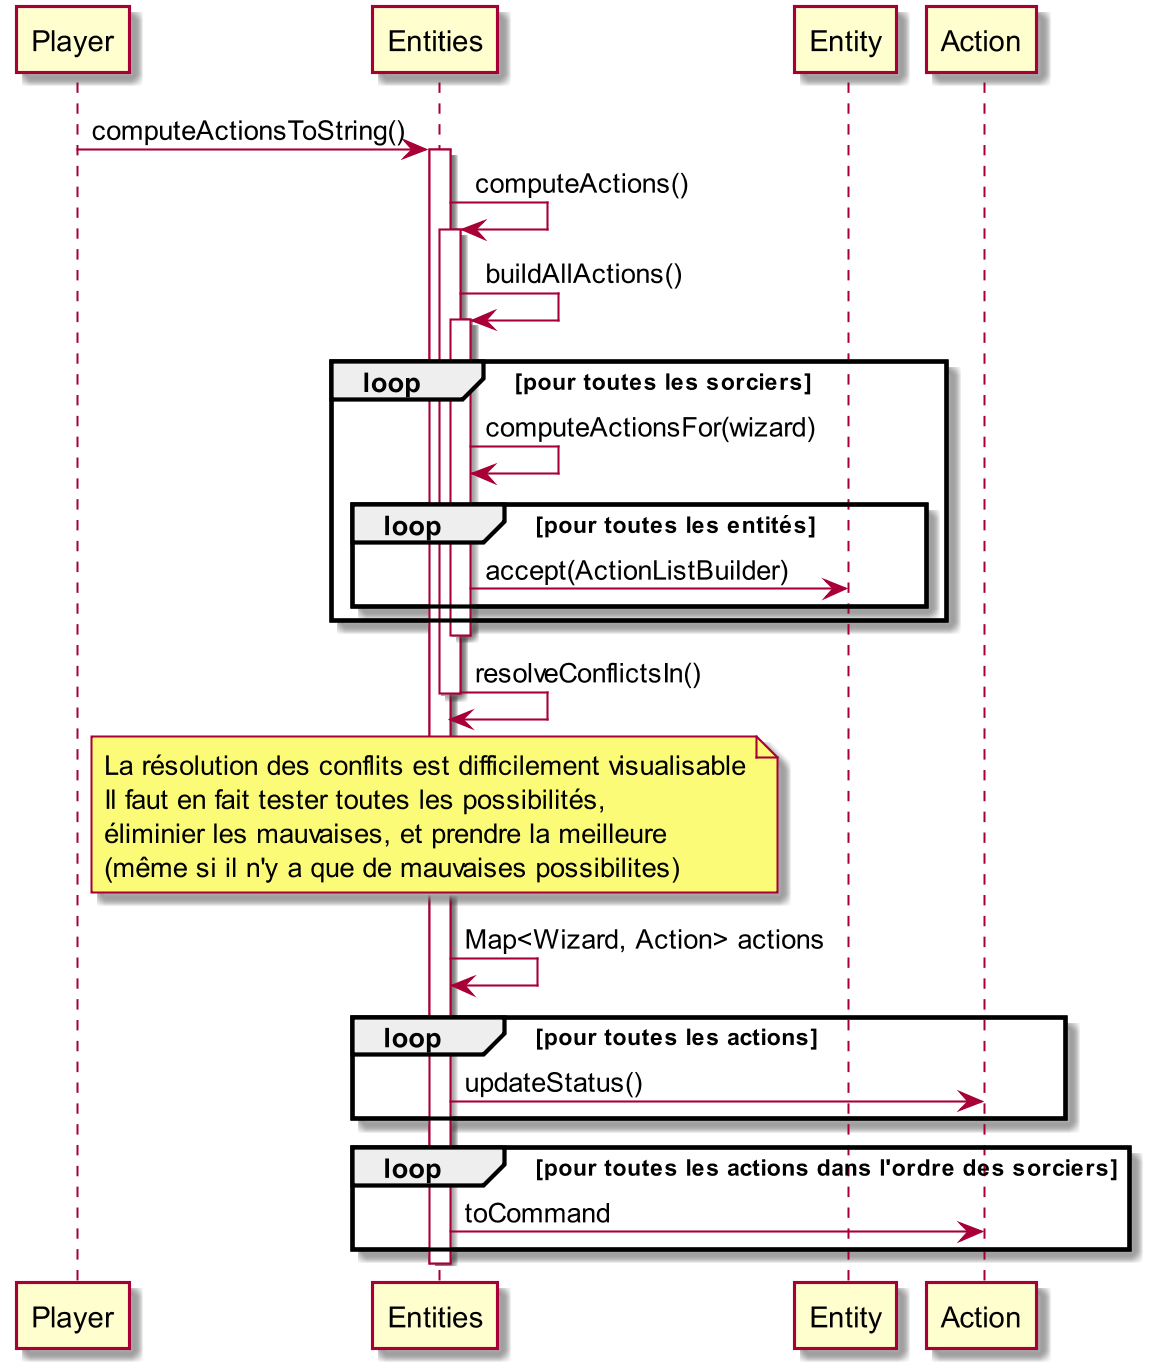 Player
Entities
Entity
Action
computeActionsToString()
computeActions()
buildAllActions()
loop
[pour toutes les sorciers]
computeActionsFor(wizard)
loop
[pour toutes les entités]
accept(ActionListBuilder)
resolveConflictsIn()
La résolution des conflits est difficilement visualisable
Il faut en fait tester toutes les possibilités,
éliminier les mauvaises, et prendre la meilleure
(même si il n'y a que de mauvaises possibilites)
Map<Wizard, Action> actions
loop
[pour toutes les actions]
updateStatus()
loop
[pour toutes les actions dans l'ordre des sorciers]
toCommand
Player
Entities
Entity
Action